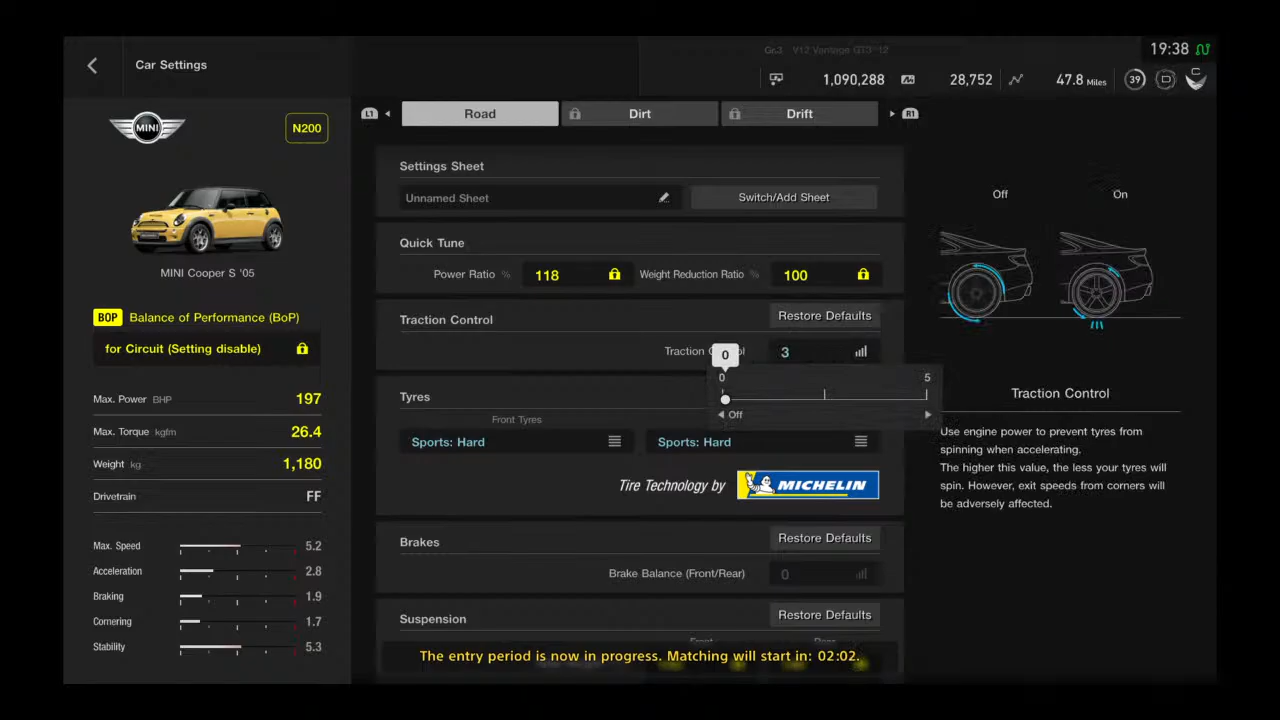 Gr.3 V12 Vantage GT3 '12
19:38
Car Settings
1,090,288
28,752
47.8 Miles
39
D
C
L1
Road
Dirt
Drift
R1
MINI
N200
MINI Cooper S '05
BOP Balance of Performance (BoP)
for Circuit (Setting disable)
Max. Power BHP 197
Max. Torque kgfm 26.4
Weight kg 1,180
Drivetrain FF
Max. Speed 5.2
Acceleration 2.8
Braking 1.9
Cornering 1.7
Stability 5.3
Settings Sheet
Unnamed Sheet
Switch/Add Sheet
Quick Tune
Power Ratio % 118
Weight Reduction Ratio % 100
Traction Control
Restore Defaults
3
0
0
5
Off
Tyres
Front Tyres
Sports: Hard
Sports: Hard
Tire Technology by MICHELIN
Brakes
Restore Defaults
Brake Balance (Front/Rear) 0
Suspension
Restore Defaults
The entry period is now in progress. Matching will start in: 02:02.
Off
On
Traction Control
Use engine power to prevent tyres from
spinning when accelerating.
The higher this value, the less your tyres will
spin. However, exit speeds from corners will
be adversely affected.